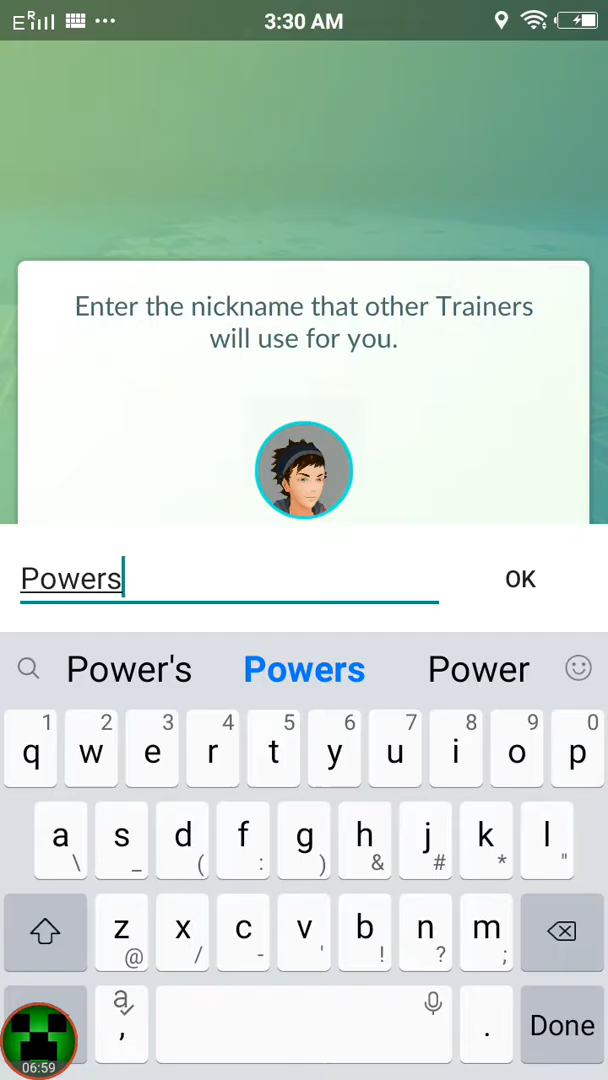 E R ••• 3:30 AM
Enter the nickname that other Trainers
will use for you.
Powers OK
Power's Powers Power
1 2 3 4 5 6 7 8 9 0
q w e r t y u i o p
a s d f g h j k l
\ _ ( : ) & # * "
z x c v b n m
@ / - ' ! ? ;
a , . Done
06:59